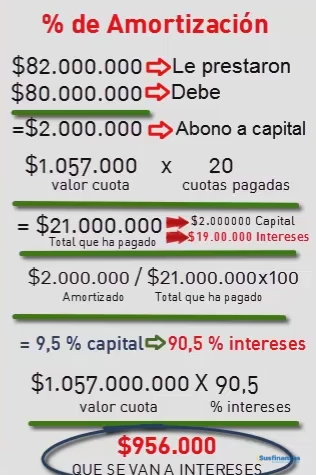 % de Amortización
$82.000.000 Le prestaron
$80.000.000 Debe
=$2.000.000 Abono a capital
$1.057.000 x 20
valor cuota cuotas pagadas
= $21.000.000 $2.000000 Capital
Total que ha pagado $19.00.000 Intereses
$2.000.000 / $21.000.000x100
Amortizado Total que ha pagado
= 9,5 % capital 90,5 % intereses
$1.057.000.000 X 90,5
valor cuota % intereses
$956.000
Susfinanzas
QUE SE VAN A INTERESES